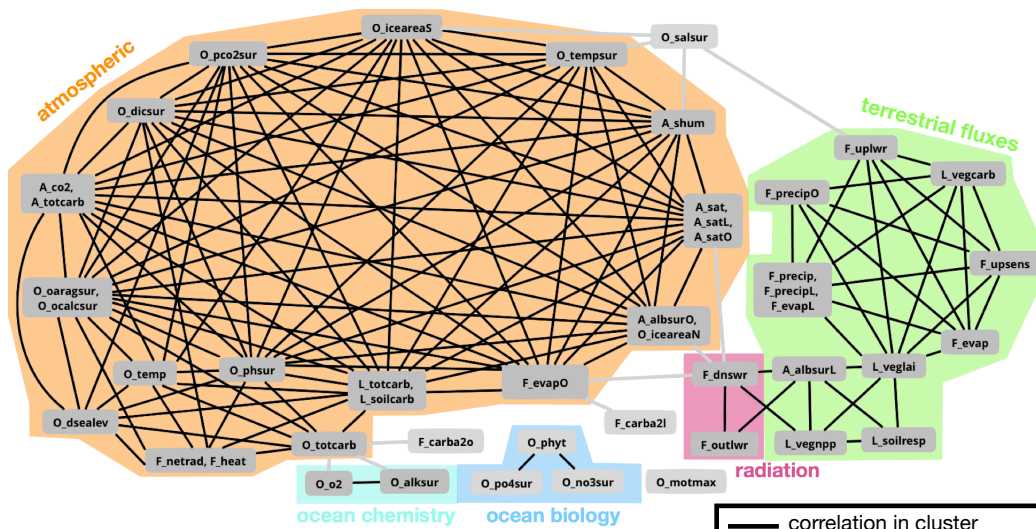 O_iceareaS
O_salsur
O_pco2sur
O_tempsur
atmospheric
O_dicsur
A_shum
terrestrial fluxes
F_uplwr
L_vegcarb
F_precipO
A_co2,
A_totcarb
A_sat,
A_satL,
A_satO
F_upsens
F_precip,
F_precipL,
F_evapL
O_oaragsur,
O_ocalcsur
A_albsurO,
O_iceareaN
F_evap
O_temp
O_phsur
L_totcarb,
L_soilcarb
F_evapO
F_dnswr
A_albsurL
L_veglai
O_dsealev
F_carba2l
O_totcarb
F_carba2o
O_phyt
F_outlwr
L_vegnpp
L_soilresp
F_netrad, F_heat
radiation
O_o2
O_alksur
O_po4sur
O_no3sur
O_motmax
ocean chemistry
ocean biology
correlation in cluster